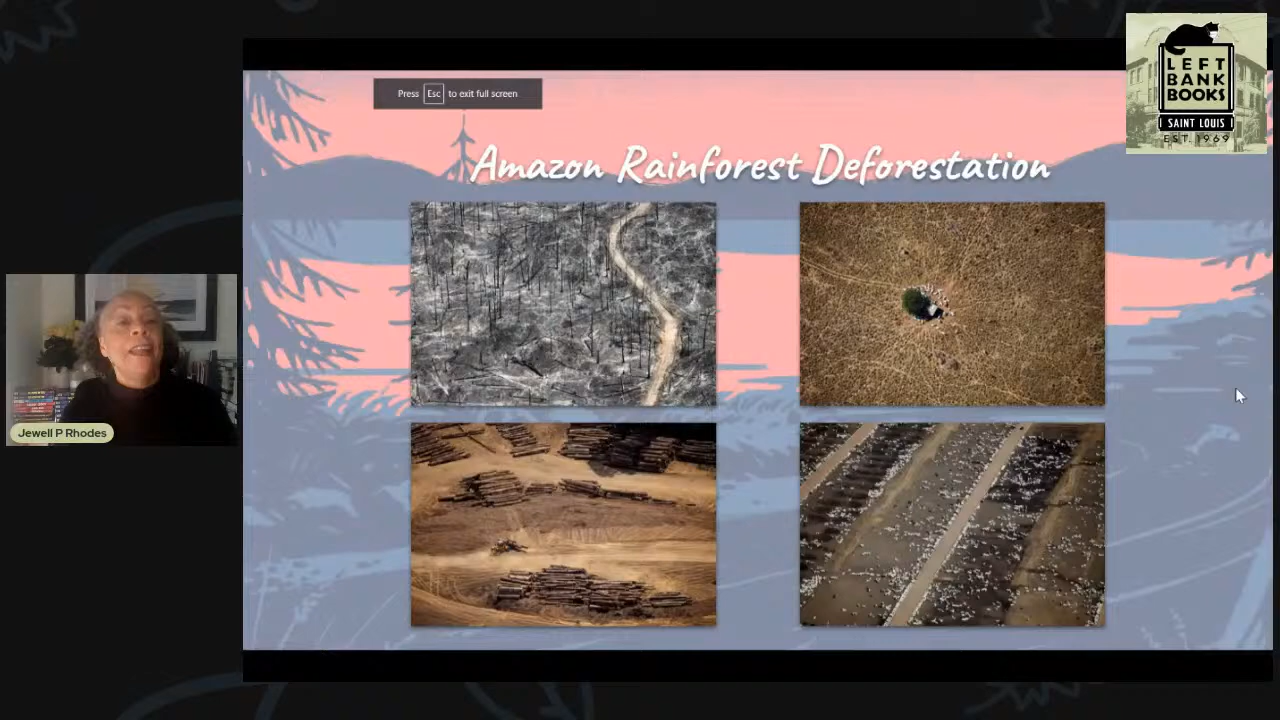 LEFT
BANK
BOOKS
SAINT LOUIS
EST. 1969
Press Esc to exit full screen
Amazon Rainforest Deforestation
Jewell P Rhodes